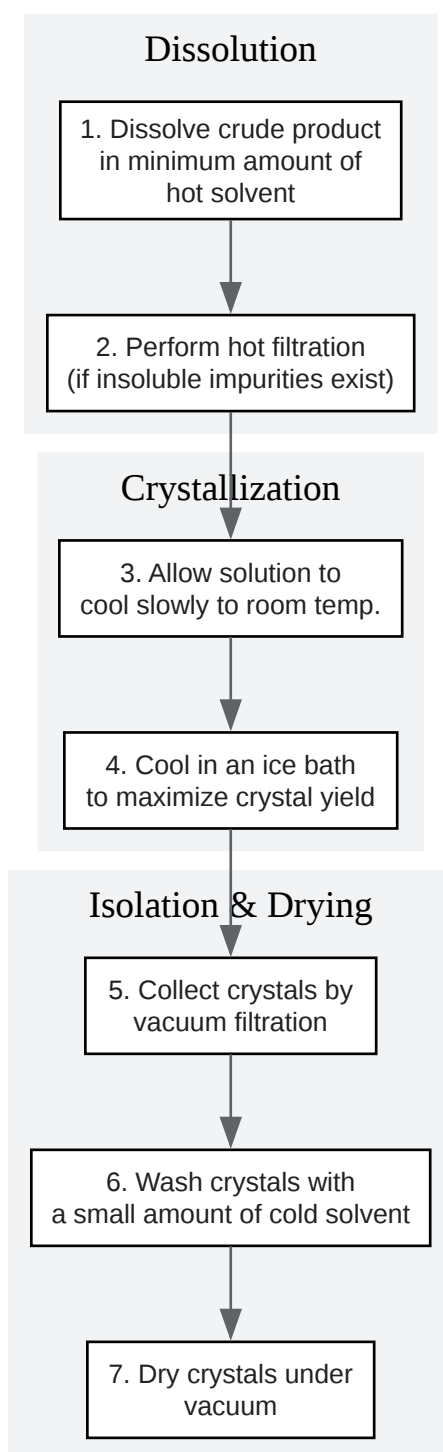 Dissolution
1. Dissolve crude product
in minimum amount of
hot solvent
2. Perform hot filtration
(if insoluble impurities exist)
Crystallization
3. Allow solution to
cool slowly to room temp.
4. Cool in an ice bath
to maximize crystal yield
Isolation & Drying
5. Collect crystals by
vacuum filtration
6. Wash crystals with
a small amount of cold solvent
7. Dry crystals under
vacuum